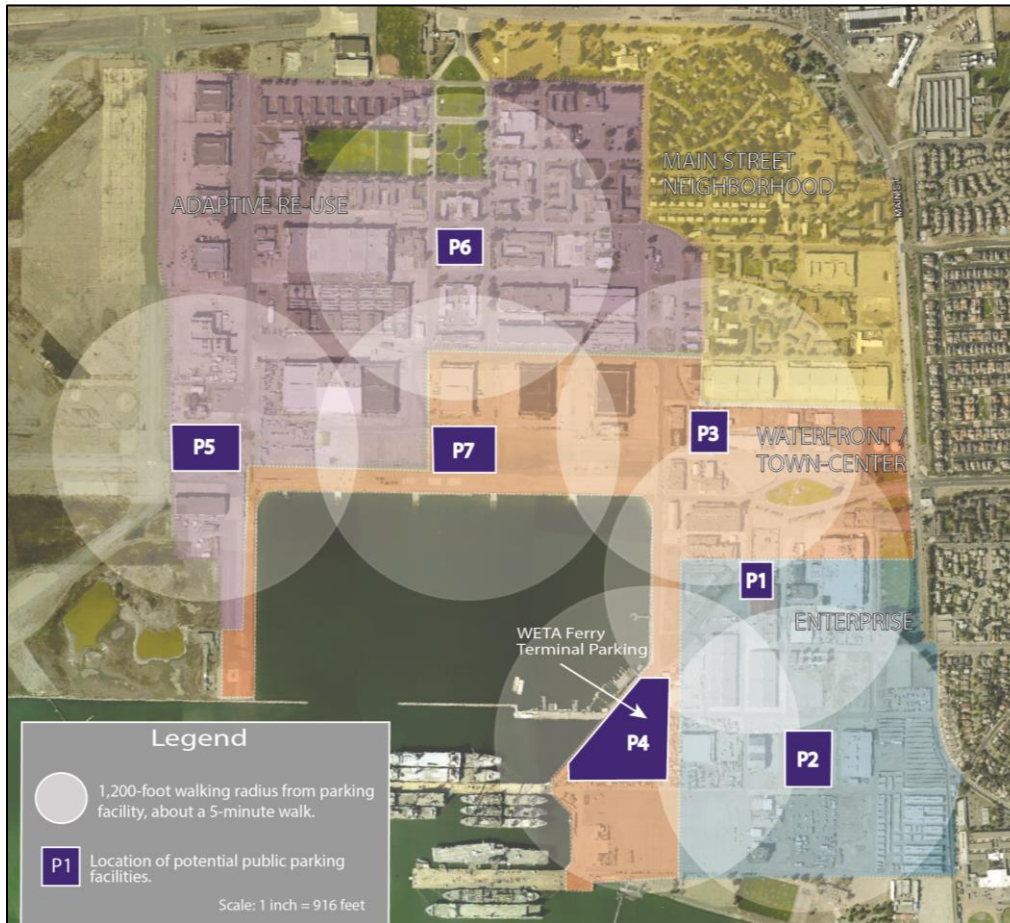 MAIN STREET
NEIGHBORHOOD
MAIN ST
ADAPTIVE RE-USE
P6
P5
P7
P3
WATERFRONT /
TOWN-CENTER
P1
ENTERPRISE
WETA Ferry
Terminal Parking
P4
P2
Legend
1,200-foot walking radius from parking
facility, about a 5-minute walk.
P1
Location of potential public parking
facilities.
Scale: 1 inch = 916 feet